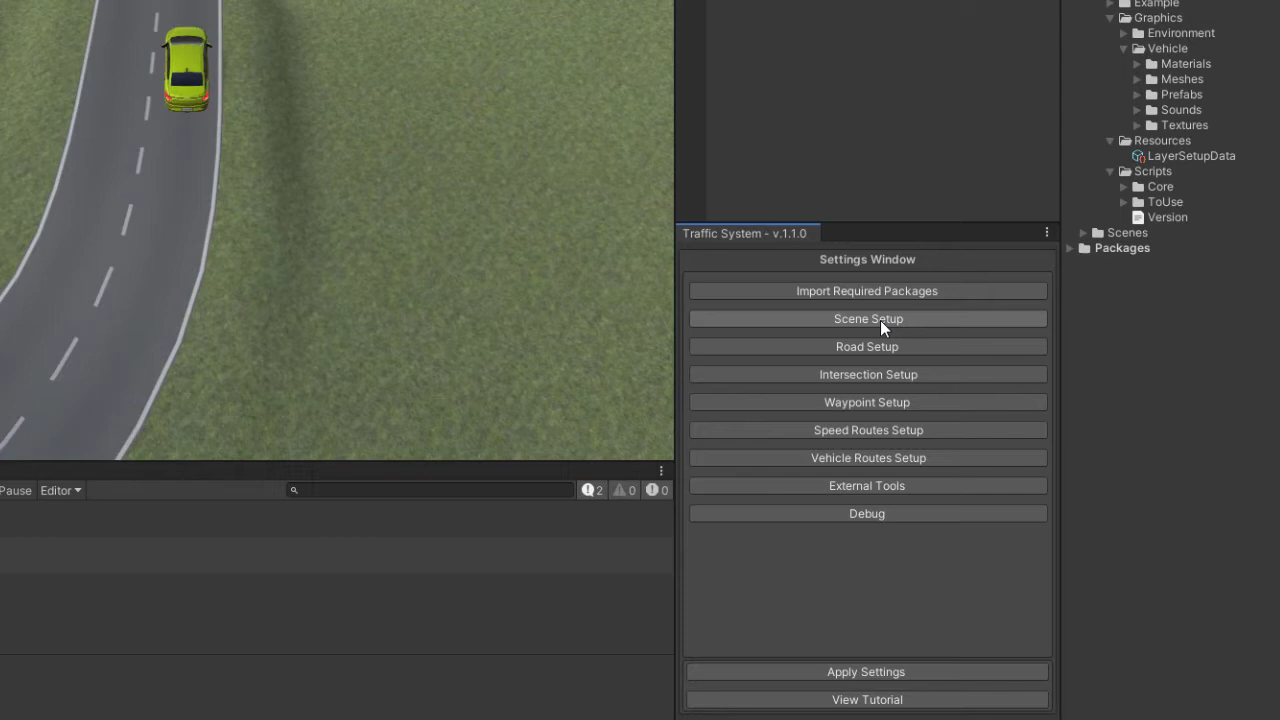 Example
Graphics
Environment
Vehicle
Materials
Meshes
Prefabs
Sounds
Textures
Resources
LayerSetupData
Scripts
Core
ToUse
Version
Scenes
Packages
Traffic System - v.1.1.0
Settings Window
Import Required Packages
Scene Setup
Road Setup
Intersection Setup
Waypoint Setup
Speed Routes Setup
Vehicle Routes Setup
External Tools
Debug
Apply Settings
View Tutorial
Pause Editor 2 0 0